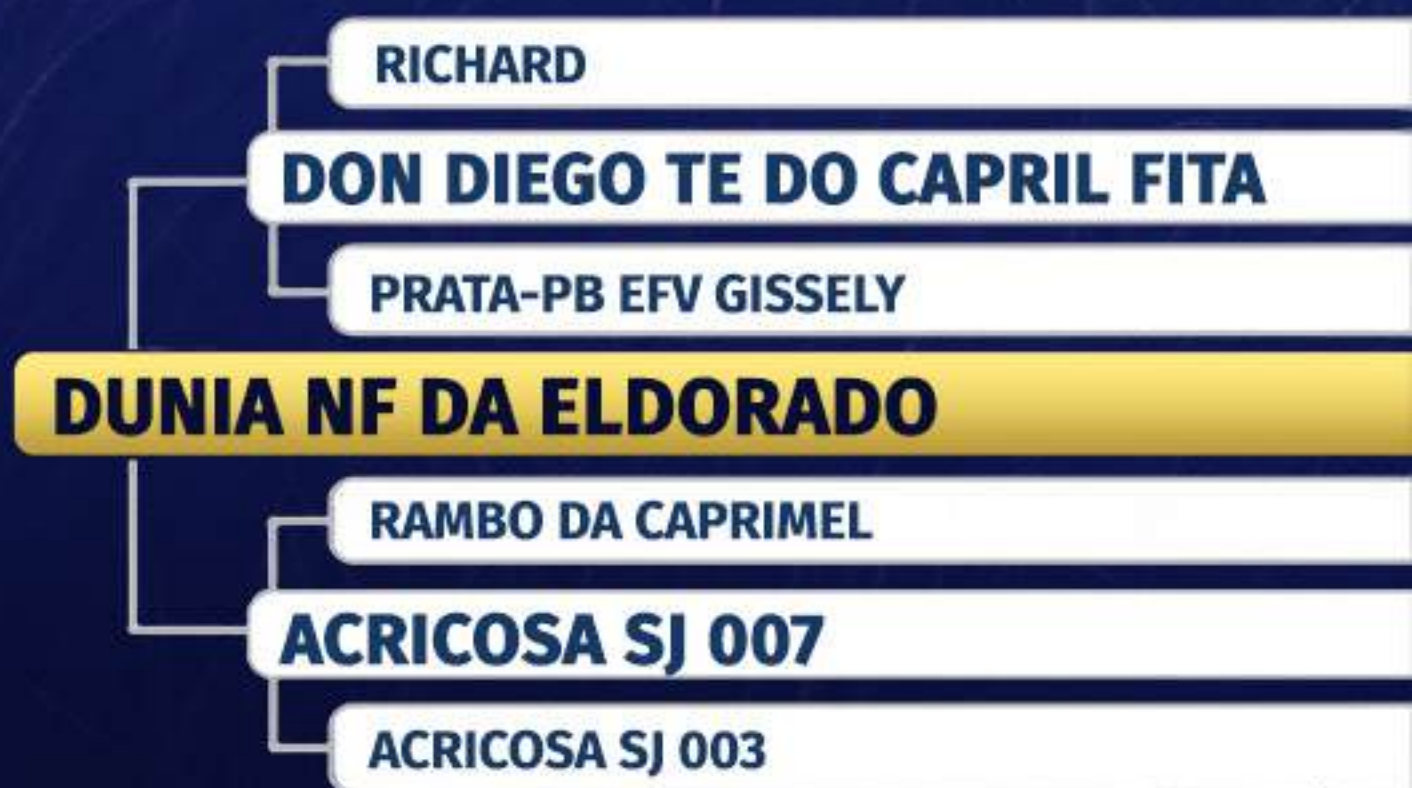 RICHARD
DON DIEGO TE DO CAPRIL FITA
PRATA-PB EFV GISSELY
DUNIA NF DA ELDORADO
RAMBO DA CAPRIMEL
ACRICOSA SJ 007
ACRICOSA SJ 003